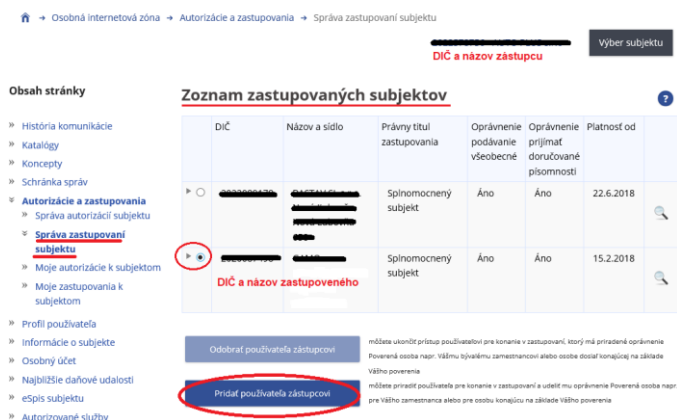 → Osobná internetová zóna → Autorizácie a zastupovania → Správa zastupovaní subjektu
Výber subjektu
DIČ a názov zástupcu
Obsah stránky
Zoznam zastupovaných subjektov
?
» História komunikácie
» Katalógy
» Koncepty
» Schránka správ
Autorizácie a zastupovania
» Správa autorizácií subjektu
Správa zastupovaní
subjektu
» Moje autorizácie k subjektom
» Moje zastupovania k
subjektom
» Profil používateľa
» Informácie o subjekte
» Osobný účet
» Najbližšie daňové udalosti
» eSpis subjektu
» Autorizované služby
DIČ Názov a sídlo Právny titul Oprávnenie Oprávnenie Platnosť od
zastupovania podávanie prijímať
všeobecné doručované
písomnosti
Splnomocnený Áno Áno 22.6.2018
subjekt
Splnomocnený Áno Áno 15.2.2018
subjekt
DIČ a názov zastupoveného
Odobrať používateľa zástupcovi
môžete ukončiť prístup používateľovi pre konanie v zastupovaní, ktorý má priradené oprávnenie
Poverená osoba napr. Vášmu bývalému zamestnancovi alebo osobe dosiaľ konajúcej na základe
Vášho poverenia
Pridať používateľa zástupcovi
môžete priradiť používateľa pre konanie v zastupovaní a udeliť mu oprávnenie Poverená osoba napr.
pre Vášho zamestnanca alebo pre osobu konajúcu na základe Vášho poverenia